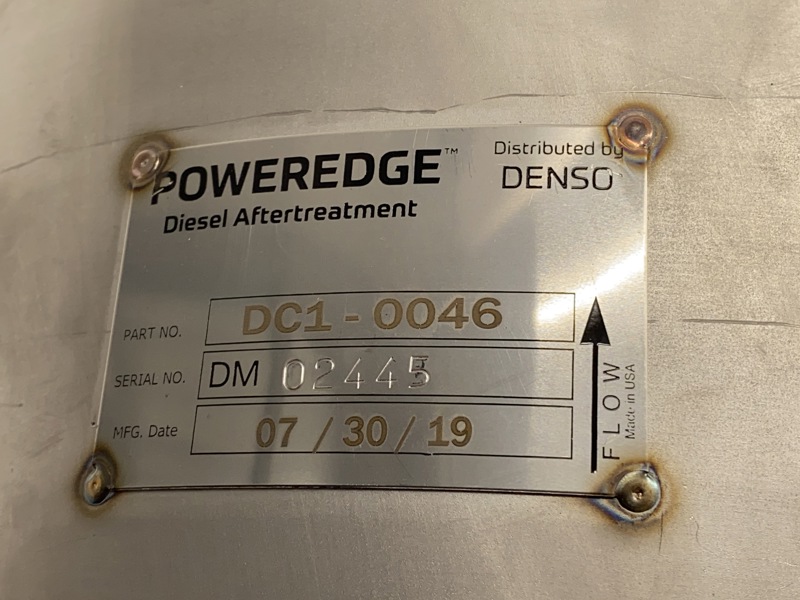 POWEREDGE™
Diesel Aftertreatment
Distributed by
DENSO
PART NO. DC1-0046
SERIAL NO. DM 02445
MFG. Date 07/30/19
FLOW
Made in USA